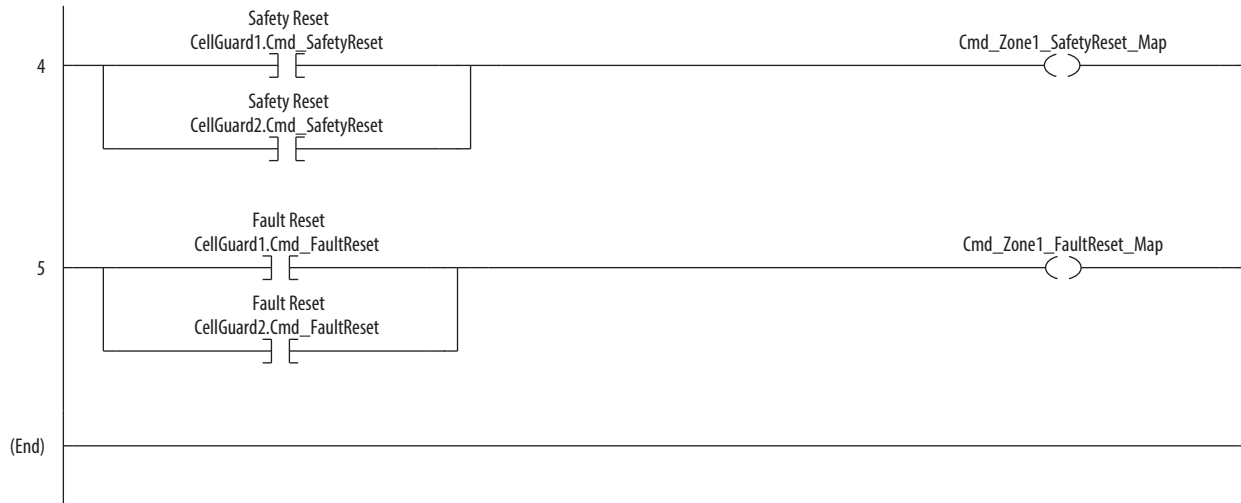 Safety Reset
CellGuard1.Cmd_SafetyReset
Cmd_Zone1_SafetyReset_Map
4
Safety Reset
CellGuard2.Cmd_SafetyReset
Fault Reset
CellGuard1.Cmd_FaultReset
Cmd_Zone1_FaultReset_Map
5
Fault Reset
CellGuard2.Cmd_FaultReset
(End)